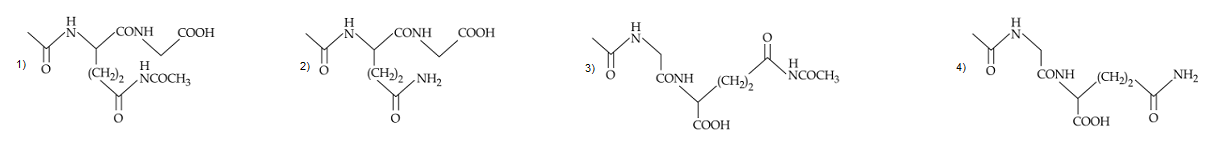 1) H N O CONH COOH (CH2)2 H NCOCH3 O
2) H N O CONH COOH (CH2)2 NH2 O
3) H N O CONH (CH2)2 O H NCOCH3 COOH
4) H N O CONH (CH2)2 NH2 O COOH